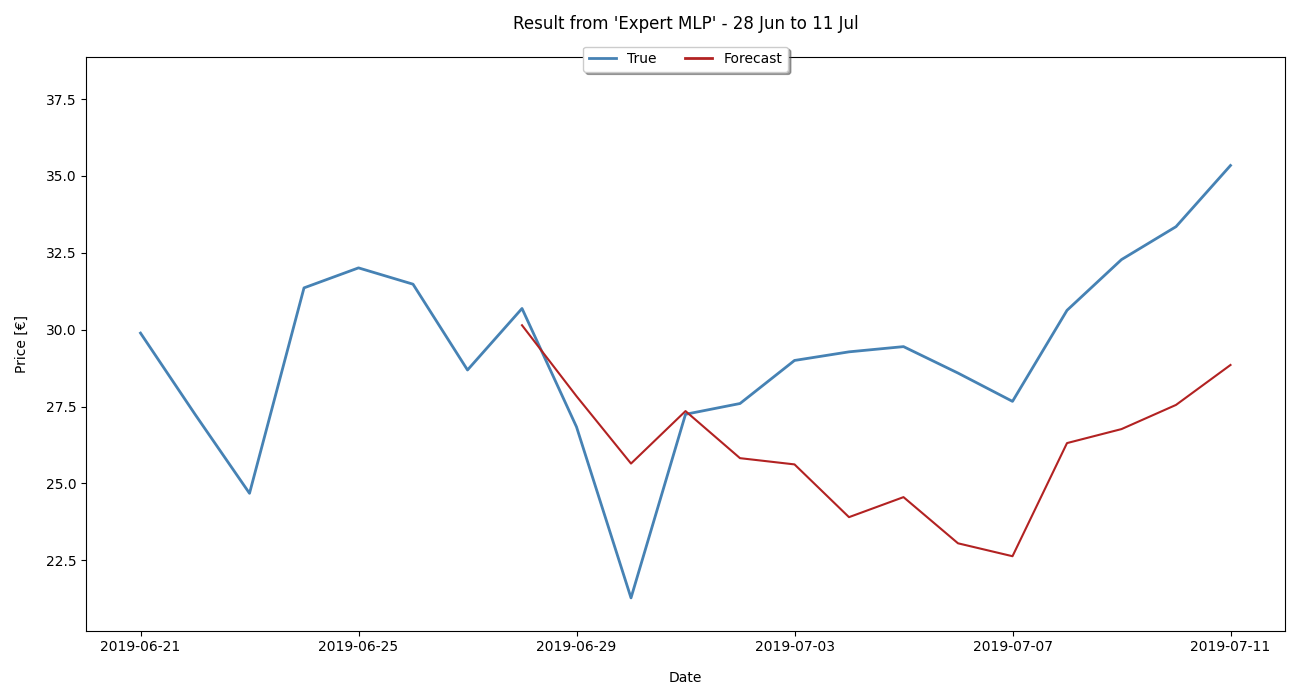 Result from 'Expert MLP' - 28 Jun to 11 Jul
True Forecast
37.5
35.0
32.5
30.0
27.5
25.0
22.5
Price [€]
2019-06-21 2019-06-25 2019-06-29 2019-07-03 2019-07-07 2019-07-11
Date